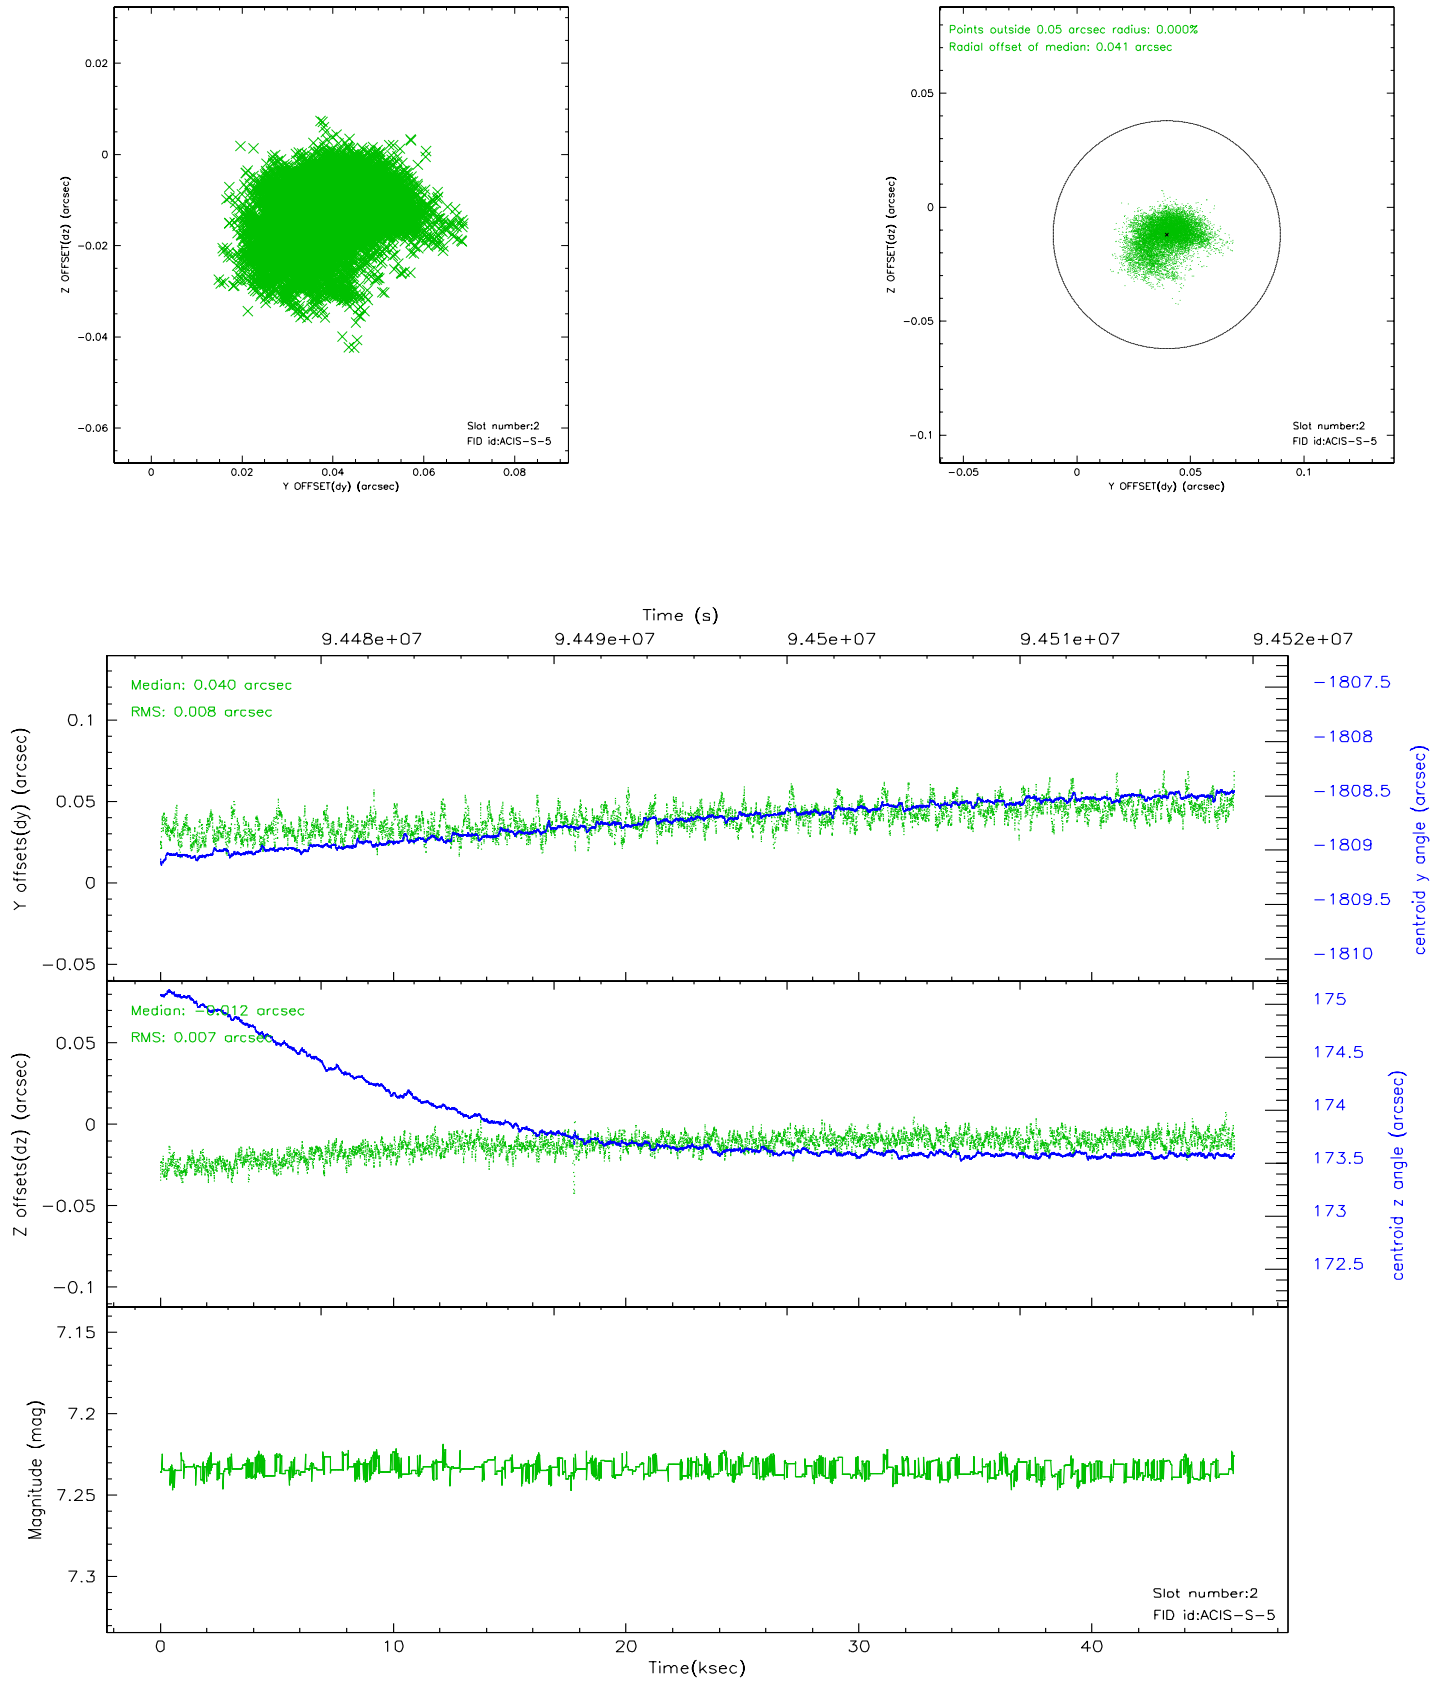 0.02
0
-0.02
-0.04
-0.06
Z OFFSET(dz) (arcsec)
Slot number:2
FID id:ACIS-S-5
0 0.02 0.04 0.06 0.08
Y OFFSET(dy) (arcsec)
Points outside 0.05 arcsec radius: 0.000%
Radial offset of median: 0.041 arcsec
0.05
0
-0.05
-0.1
Z OFFSET(dz) (arcsec)
Slot number:2
FID id:ACIS-S-5
-0.05 0 0.05 0.1
Y OFFSET(dy) (arcsec)
Time (s)
9.448e+07 9.449e+07 9.45e+07 9.451e+07 9.452e+07
Median: 0.040 arcsec
RMS: 0.008 arcsec
0.1
0.05
0
-0.05
Y offsets(dy) (arcsec)
-1807.5
-1808
-1808.5
-1809
-1809.5
-1810
centroid y angle (arcsec)
Median: -0.012 arcsec
RMS: 0.007 arcsec
0.05
0
-0.05
-0.1
Z offsets(dz) (arcsec)
175
174.5
174
173.5
173
172.5
centroid z angle (arcsec)
7.15
7.2
7.25
7.3
Magnitude (mag)
Slot number:2
FID id:ACIS-S-5
0 10 20 30 40
Time(ksec)